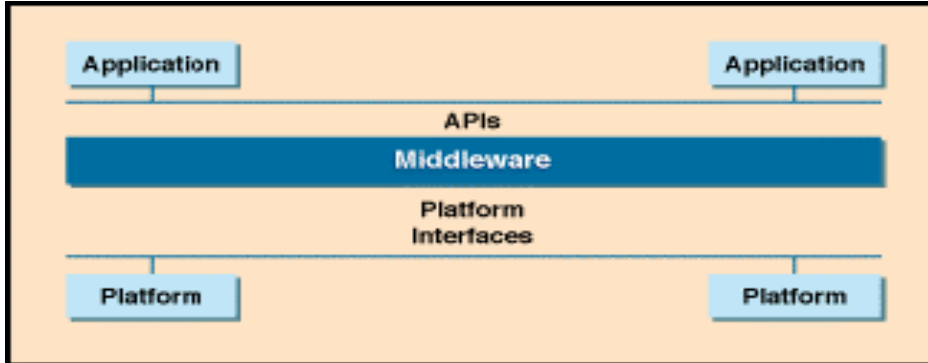 Application
Application
APIs
Middleware
Platform
Interfaces
Platform
Platform